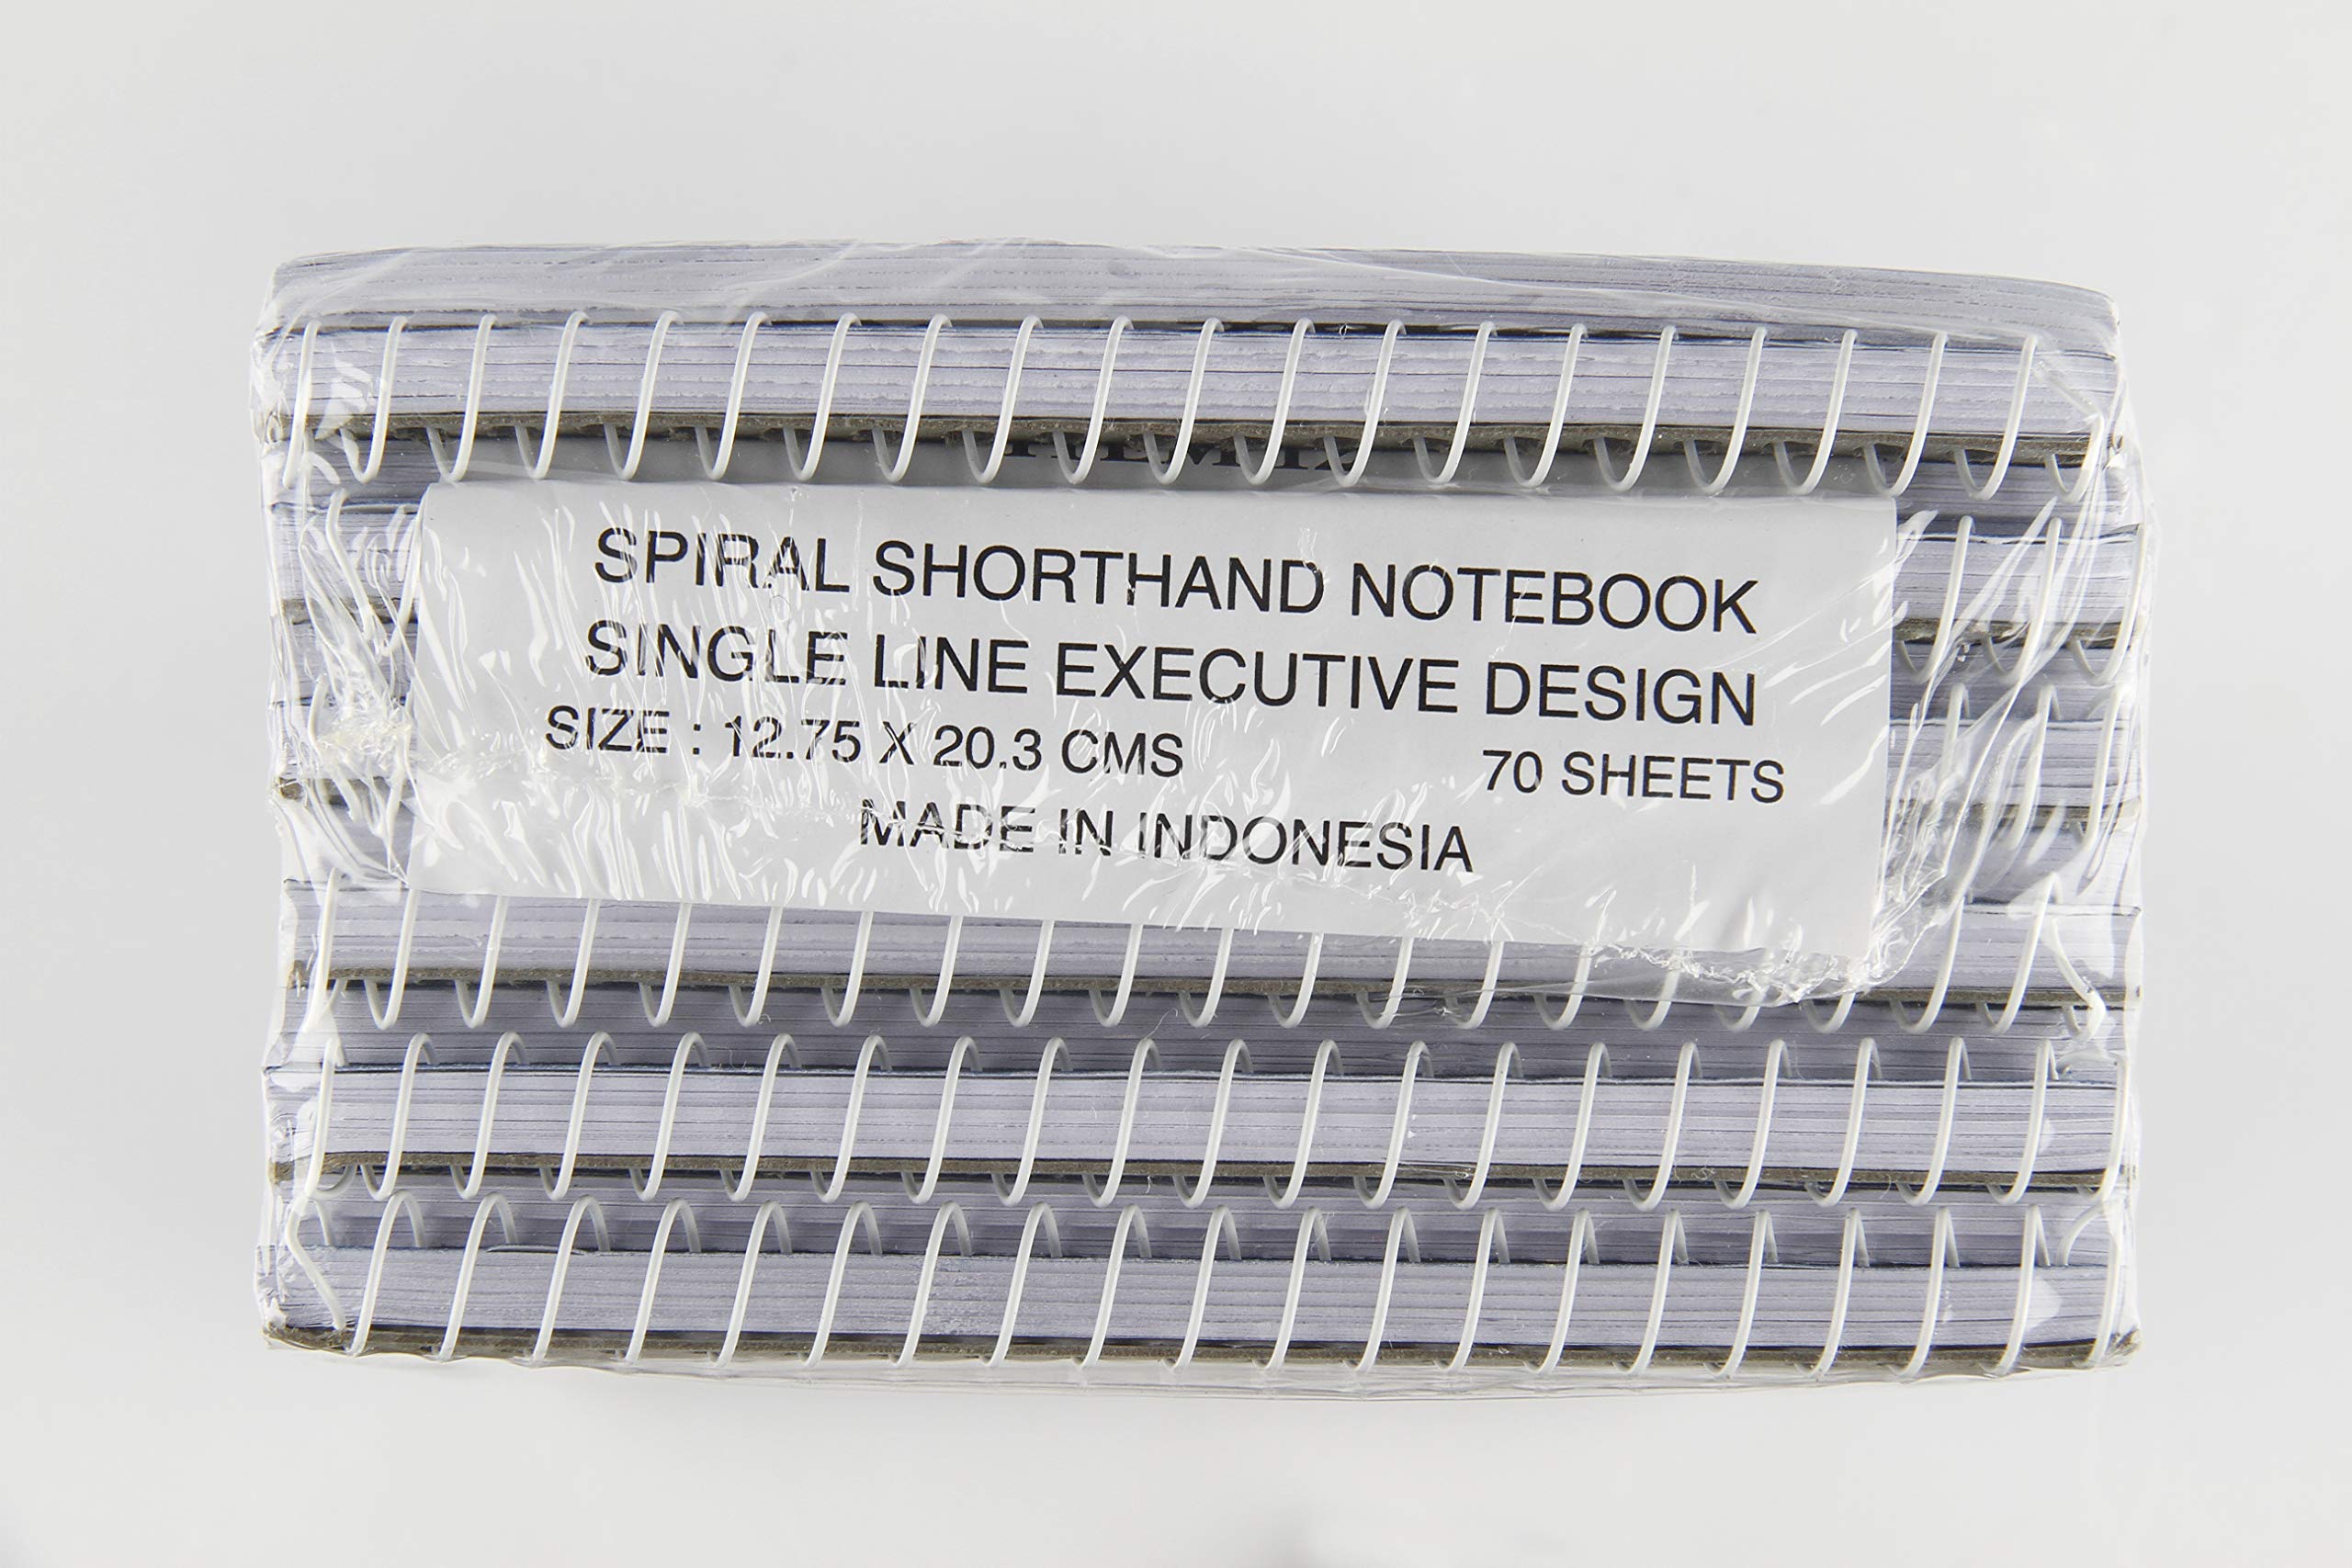 SPIRAL SHORTHAND NOTEBOOK
SINGLE LINE EXECUTIVE DESIGN
SIZE : 12.75 X 20.3 CMS 70 SHEETS
MADE IN INDONESIA